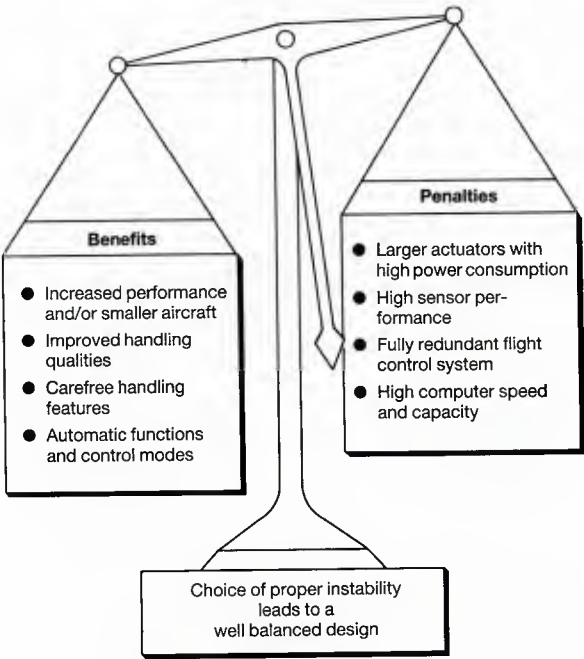 Benefits
● Increased performance
and/or smaller aircraft
● Improved handling
qualities
● Carefree handling
features
● Automatic functions
and control modes
Penalties
● Larger actuators with
high power consumption
● High sensor per-
formance
● Fully redundant flight
control system
● High computer speed
and capacity
Choice of proper instability
leads to a
well balanced design